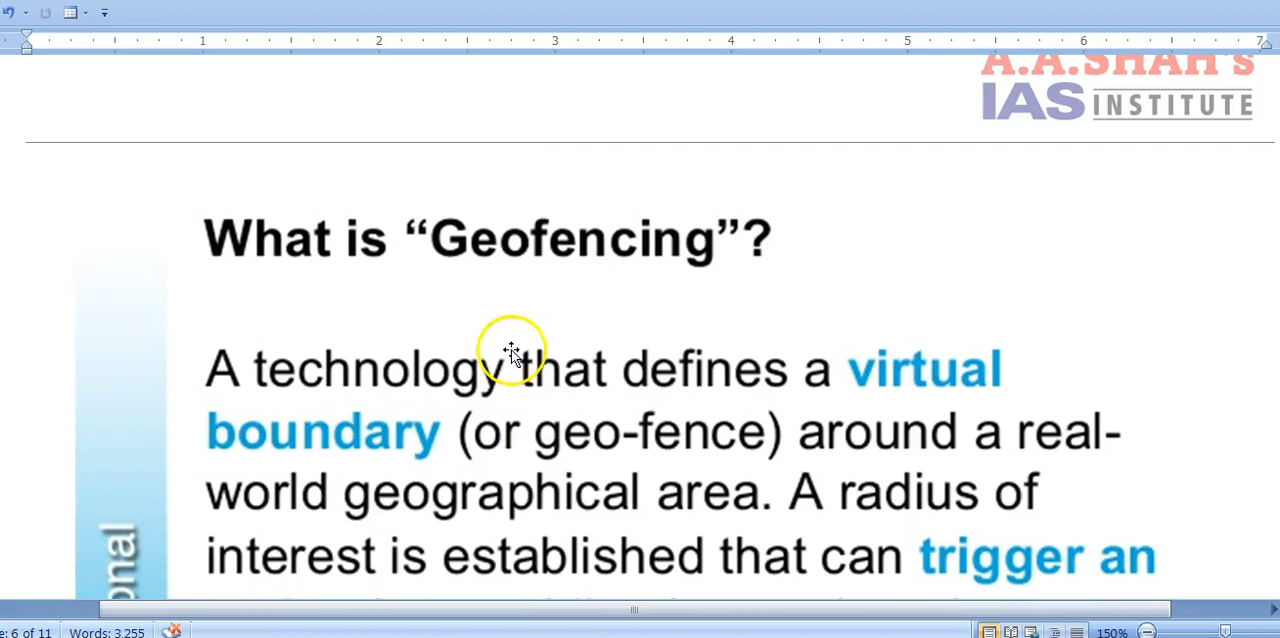 1 2 3 4 5 6 7
A.A.SHAH's
IAS INSTITUTE
What is “Geofencing”?
A technology that defines a virtual
boundary (or geo-fence) around a real-
world geographical area. A radius of
interest is established that can trigger an
onal
e: 6 of 11 Words: 3,255 150%